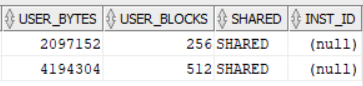 USER_BYTES USER_BLOCKS SHARED INST_ID
2097152 256 SHARED (null)
4194304 512 SHARED (null)